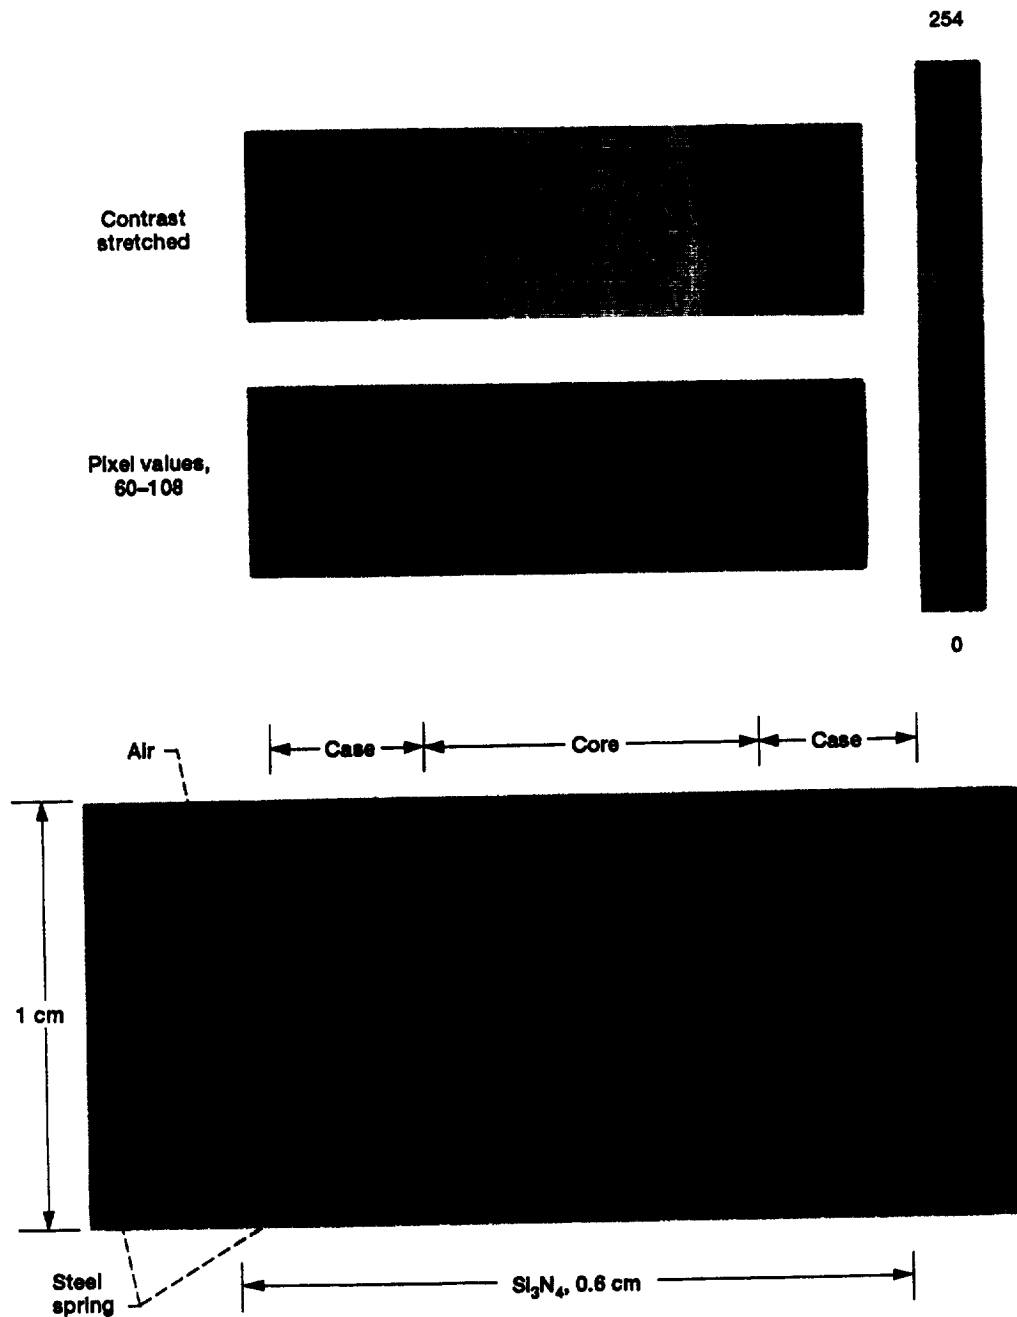 254
Contrast
stretched
Pixel values,
60–108
0
Air
Case
Core
Case
1 cm
Steel
spring
Si₃N₄, 0.6 cm